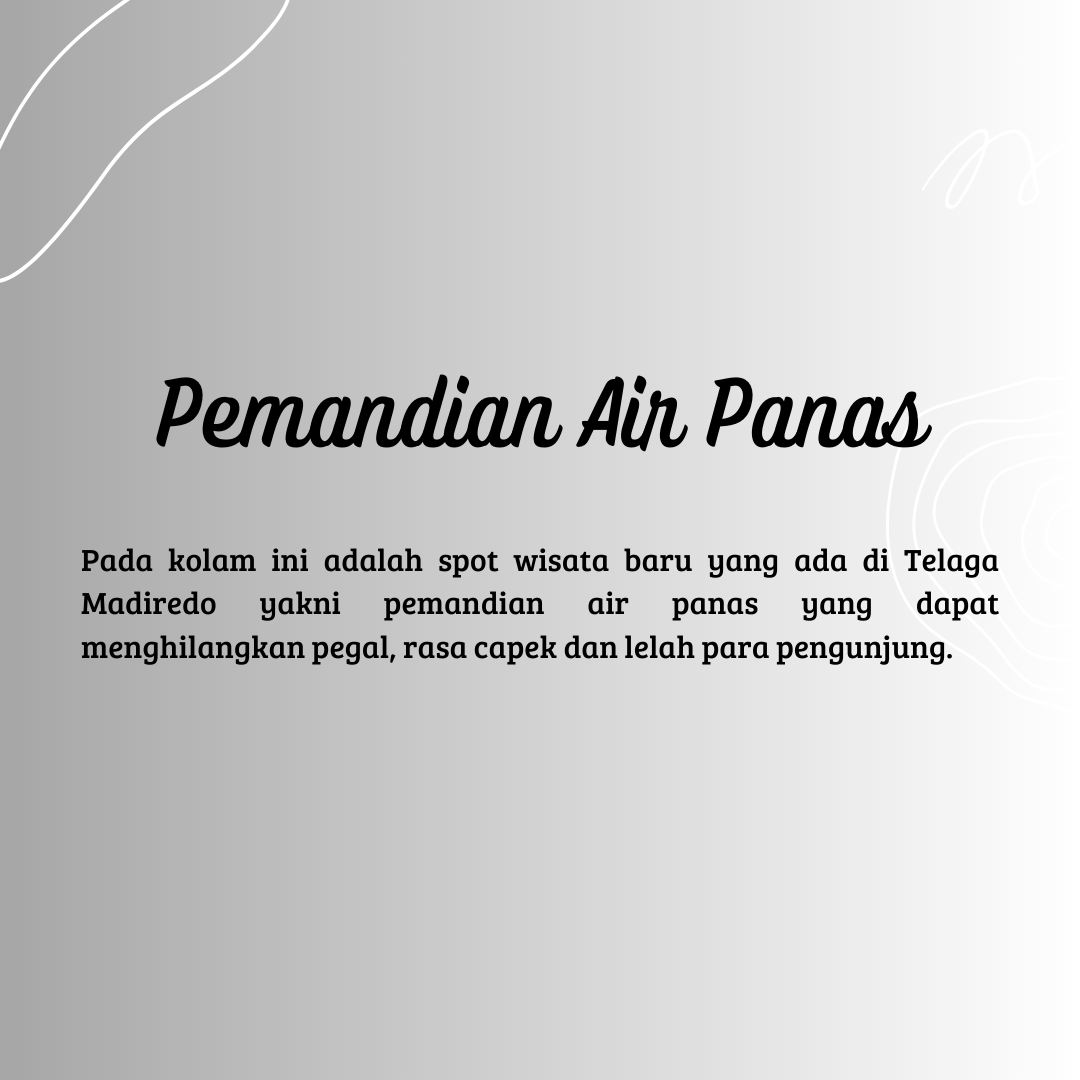 Pemandian Air Panas
Pada kolam ini adalah spot wisata baru yang ada di Telaga
Madiredo yakni pemandian air panas yang dapat
menghilangkan pegal, rasa capek dan lelah para pengunjung.